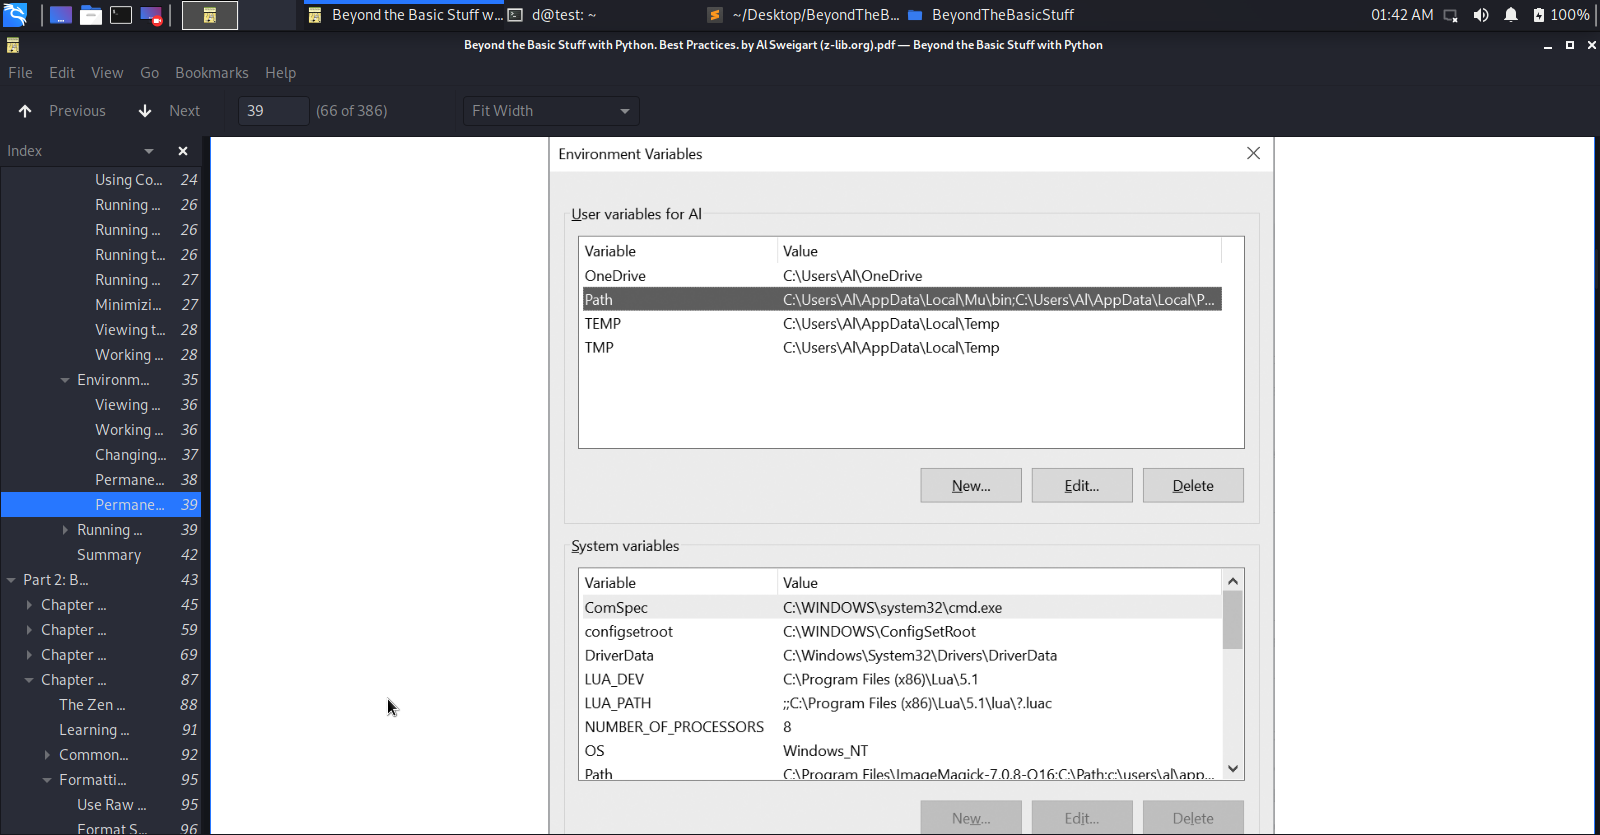 Beyond the Basic Stuff w...
d@test: ~
~/Desktop/BeyondTheB...
BeyondTheBasicStuff
01:42 AM
100%
Beyond the Basic Stuff with Python. Best Practices. by Al Sweigart (z-lib.org).pdf — Beyond the Basic Stuff with Python
File Edit View Go Bookmarks Help
Previous Next 39 (66 of 386) Fit Width
Index
Using Co... 24
Running ... 26
Running ... 26
Running t... 26
Running ... 27
Minimizi... 27
Viewing t... 28
Working ... 28
Environm... 35
Viewing ... 36
Working ... 36
Changing... 37
Permane... 38
Permane... 39
Running ... 39
Summary 42
Part 2: B... 43
Chapter ... 45
Chapter ... 59
Chapter ... 69
Chapter ... 87
The Zen ... 88
Learning ... 91
Common... 92
Formatti... 95
Use Raw ... 95
Format S... 96
Environment Variables
User variables for Al
Variable Value
OneDrive C:\Users\Al\OneDrive
Path C:\Users\Al\AppData\Local\Mu\bin;C:\Users\Al\AppData\Local\P...
TEMP C:\Users\Al\AppData\Local\Temp
TMP C:\Users\Al\AppData\Local\Temp
New... Edit... Delete
System variables
Variable Value
ComSpec C:\WINDOWS\system32\cmd.exe
configsetroot C:\WINDOWS\ConfigSetRoot
DriverData C:\Windows\System32\Drivers\DriverData
LUA_DEV C:\Program Files (x86)\Lua\5.1
LUA_PATH ;;C:\Program Files (x86)\Lua\5.1\lua\?.luac
NUMBER_OF_PROCESSORS 8
OS Windows_NT
Path C:\Program Files\ImageMagick-7.0.8-Q16;C:\Path;c:\users\al\app...
New... Edit... Delete